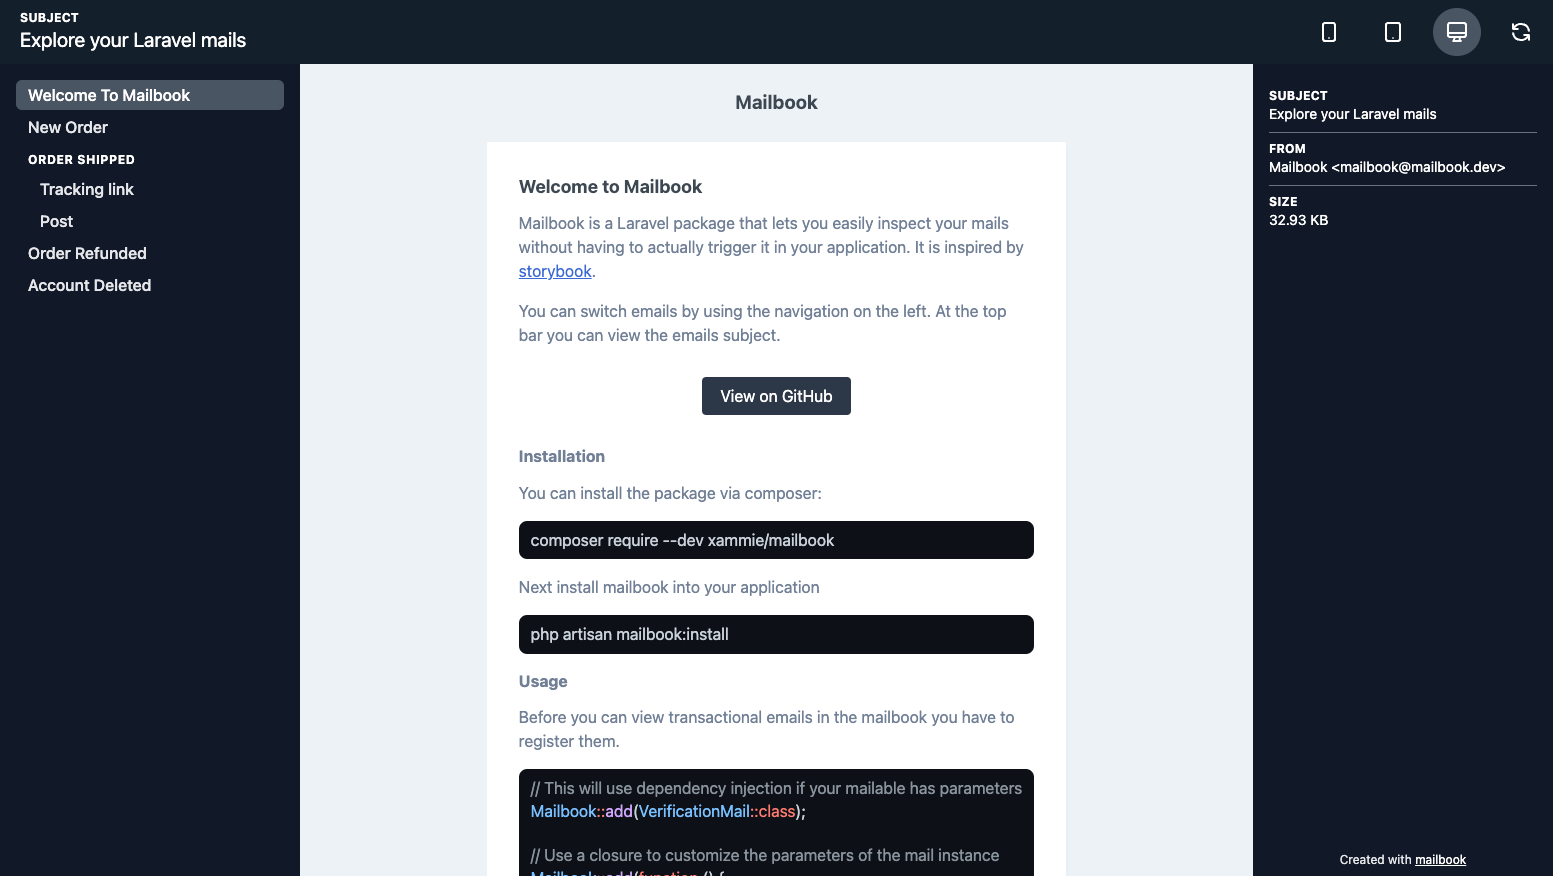 SUBJECT
Explore your Laravel mails
Welcome To Mailbook
New Order
ORDER SHIPPED
Tracking link
Post
Order Refunded
Account Deleted
Mailbook
Welcome to Mailbook
Mailbook is a Laravel package that lets you easily inspect your mails
without having to actually trigger it in your application. It is inspired by
storybook.
You can switch emails by using the navigation on the left. At the top
bar you can view the emails subject.
View on GitHub
Installation
You can install the package via composer:
composer require --dev xammie/mailbook
Next install mailbook into your application
php artisan mailbook:install
Usage
Before you can view transactional emails in the mailbook you have to
register them.
// This will use dependency injection if your mailable has parameters
Mailbook::add(VerificationMail::class);
// Use a closure to customize the parameters of the mail instance
Mailbook::add(function () {
SUBJECT
Explore your Laravel mails
FROM
Mailbook <mailbook@mailbook.dev>
SIZE
32.93 KB
Created with mailbook